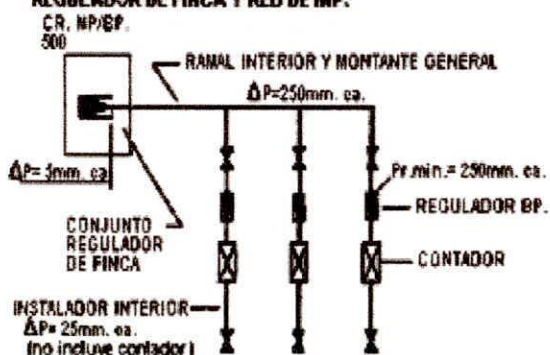 REGULADOR DE FINCA Y RED DE IMP.
CR. MP/BP.
500
RAMAL INTERIOR Y MONTANTE GENERAL
ΔP=250mm. ca.
ΔP= 5mm. ca
Pr.min.= 250mm. ca.
REGULADOR BP.
CONJUNTO
REGULADOR
DE FINCA
CONTADOR
INSTALADOR INTERIOR
ΔP= 25mm. ca.
(no incluye contador)